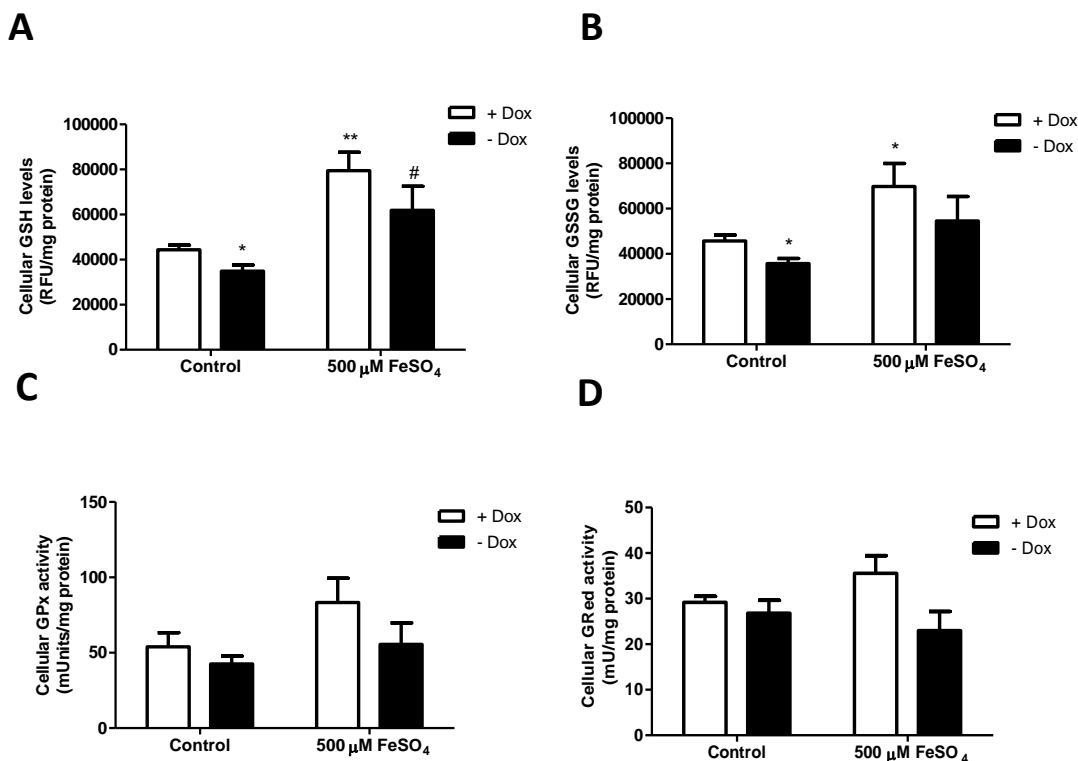 A
Cellular GSH levels
(RFU/mg protein)
100000
80000
60000
40000
20000
0
**
#
*
+ Dox
- Dox
Control
500 μM FeSO₄
B
Cellular GSSG levels
(RFU/mg protein)
100000
80000
60000
40000
20000
0
*
*
+ Dox
- Dox
Control
500 μM FeSO₄
C
Cellular GPx activity
(mUnits/mg protein)
150
100
50
0
+ Dox
- Dox
Control
500 μM FeSO₄
D
Cellular GRed activity
(mU/mg protein)
50
40
30
20
10
0
+ Dox
- Dox
Control
500 μM FeSO₄